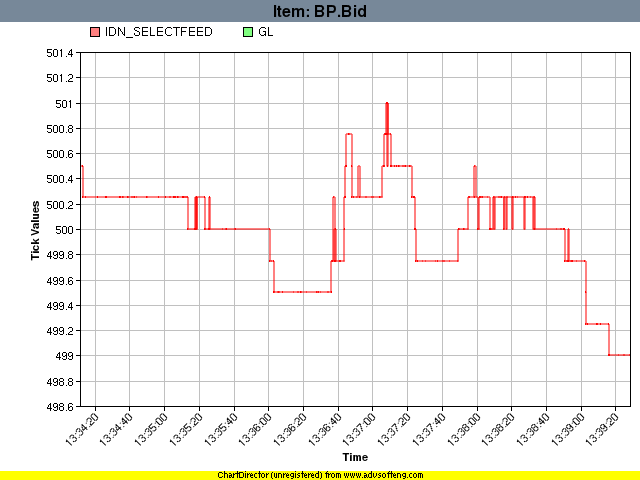 Item: BP.Bid
IDN_SELECTFEED GL
501.4
501.2
501
500.8
500.6
500.4
500.2
500
499.8
499.6
499.4
499.2
499
498.8
498.6
Tick Values
13:34:20 13:34:40 13:35:00 13:35:20 13:35:40 13:36:00 13:36:20 13:36:40 13:37:00 13:37:20 13:37:40 13:38:00 13:38:20 13:38:40 13:39:00 13:39:20
Time
ChartDirector (unregistered) from www.advsofteng.com